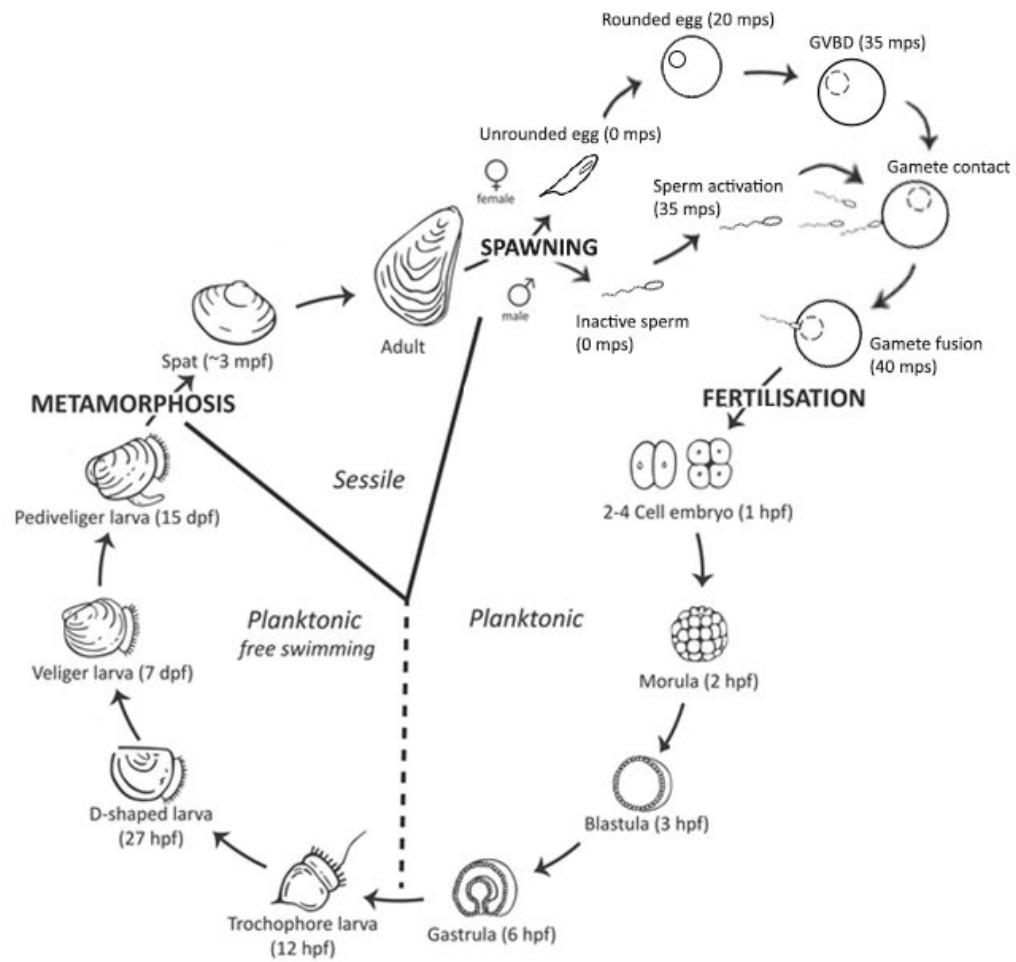 Rounded egg (20 mps)
GVBD (35 mps)
Unrounded egg (0 mps)
Gamete contact
female
Sperm activation
(35 mps)
SPAWNING
male
Inactive sperm
(0 mps)
Adult
Gamete fusion
(40 mps)
Spat (~3 mpf)
METAMORPHOSIS
FERTILISATION
Sessile
Pediveliger larva (15 dpf)
2-4 Cell embryo (1 hpf)
Planktonic
free swimming
Planktonic
Veliger larva (7 dpf)
Morula (2 hpf)
D-shaped larva
(27 hpf)
Blastula (3 hpf)
Trochophore larva
(12 hpf)
Gastrula (6 hpf)